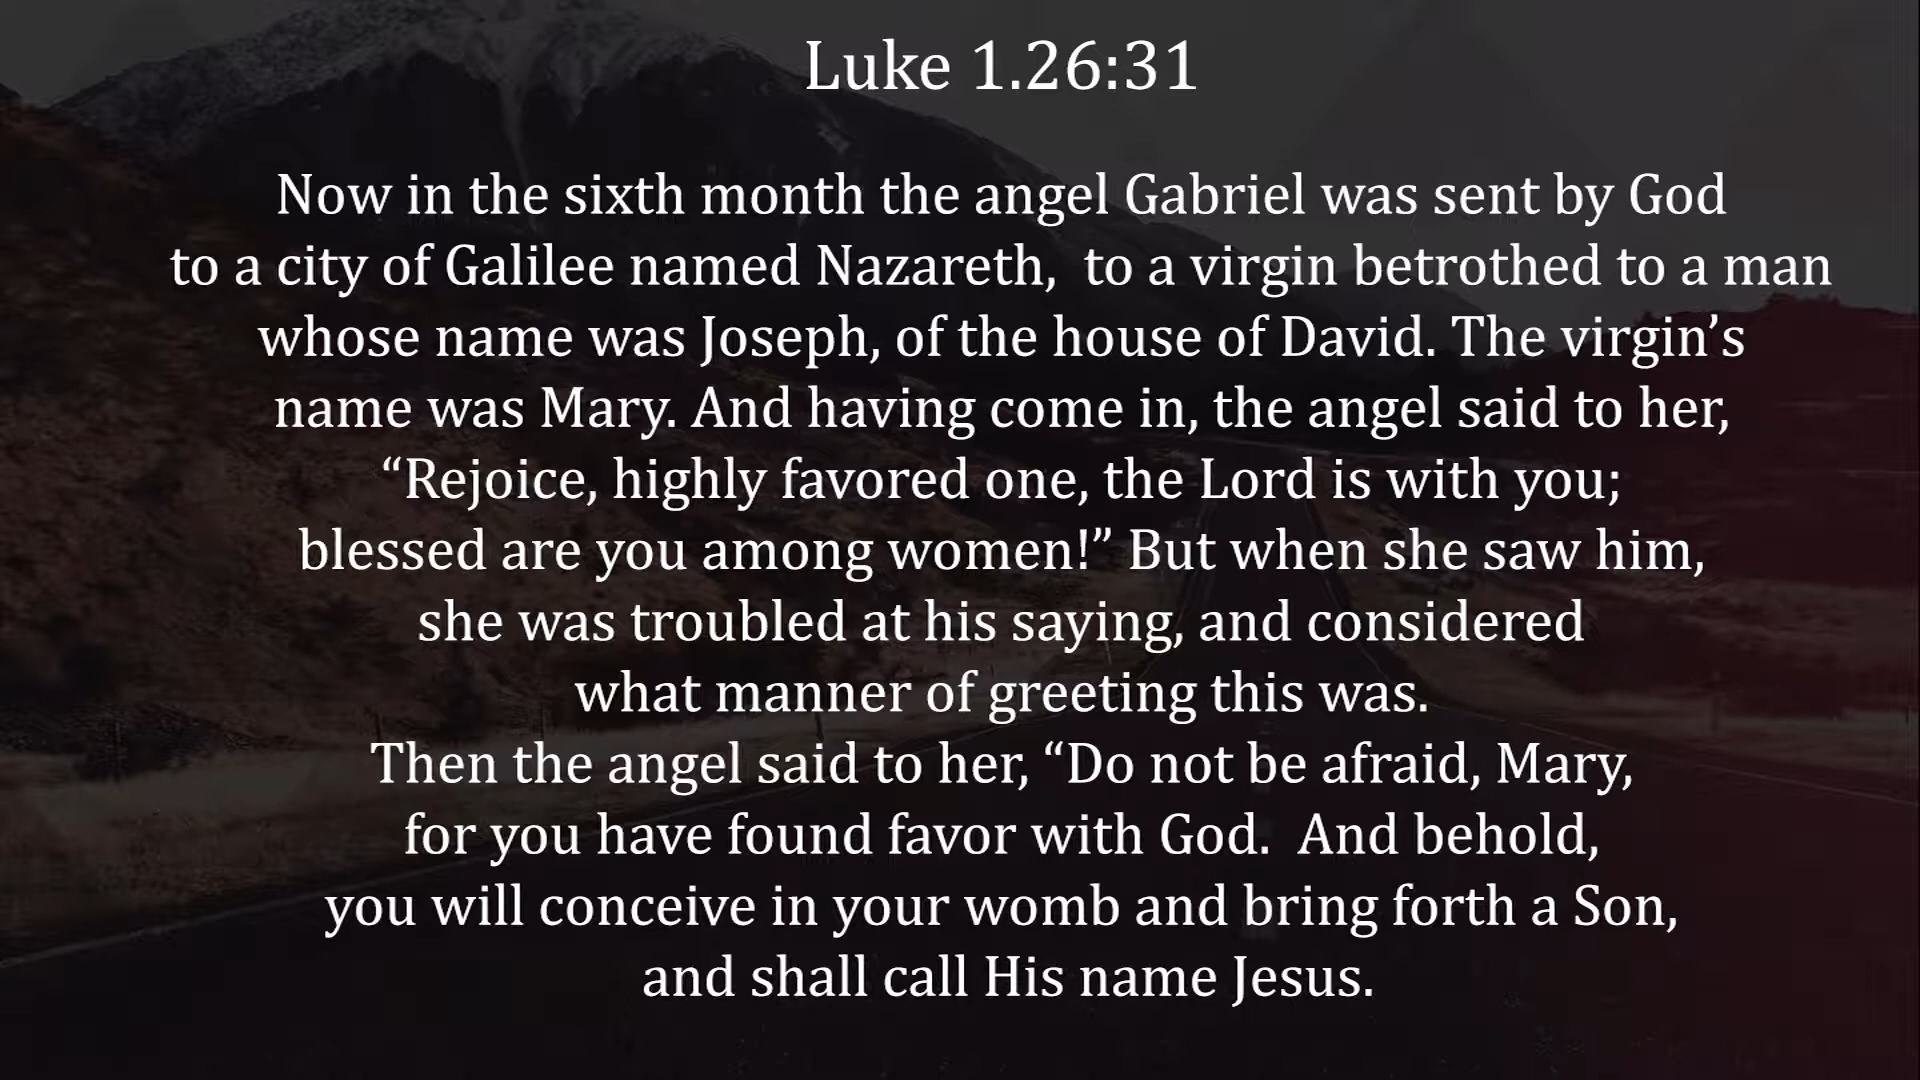 Luke 1.26:31
Now in the sixth month the angel Gabriel was sent by God
to a city of Galilee named Nazareth,  to a virgin betrothed to a man
whose name was Joseph, of the house of David. The virgin’s
name was Mary. And having come in, the angel said to her,
“Rejoice, highly favored one, the Lord is with you;
blessed are you among women!” But when she saw him,
she was troubled at his saying, and considered
what manner of greeting this was.
Then the angel said to her, “Do not be afraid, Mary,
for you have found favor with God.  And behold,
you will conceive in your womb and bring forth a Son,
and shall call His name Jesus.